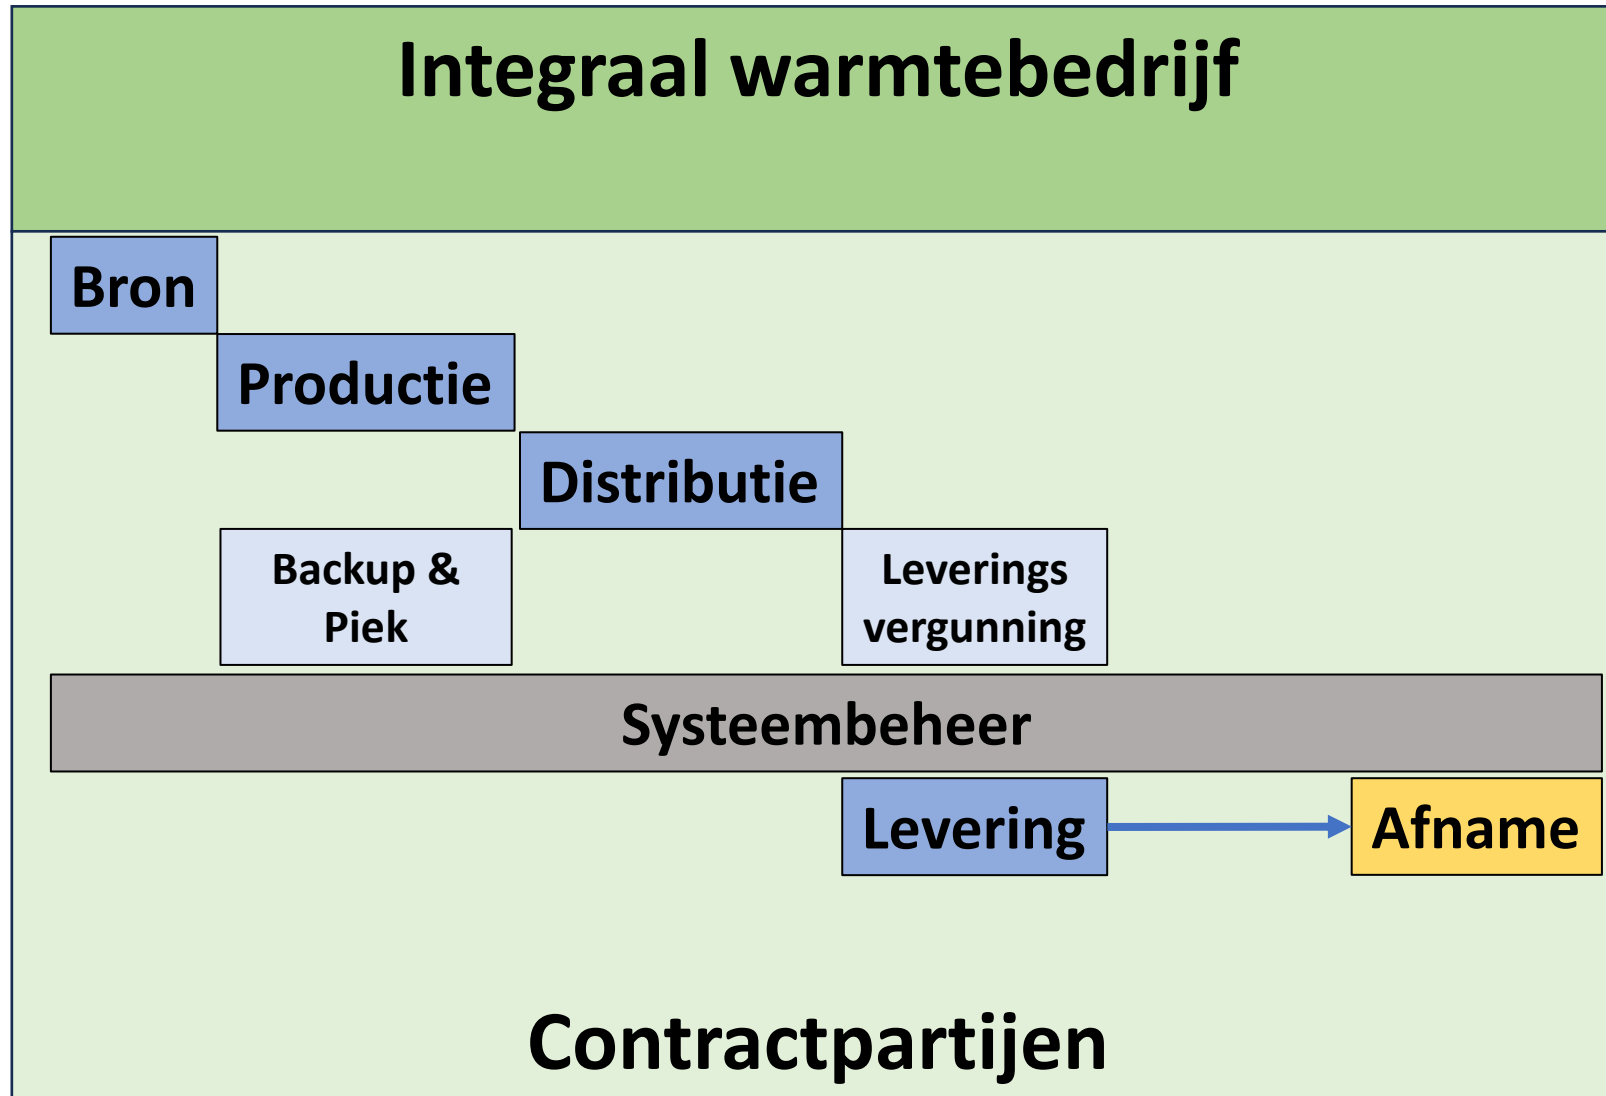 Integraal warmtebedrijf
Bron
Productie
Distributie
Backup &
Piek
Leverings
vergunning
Systeembeheer
Levering
Afname
Contractpartijen